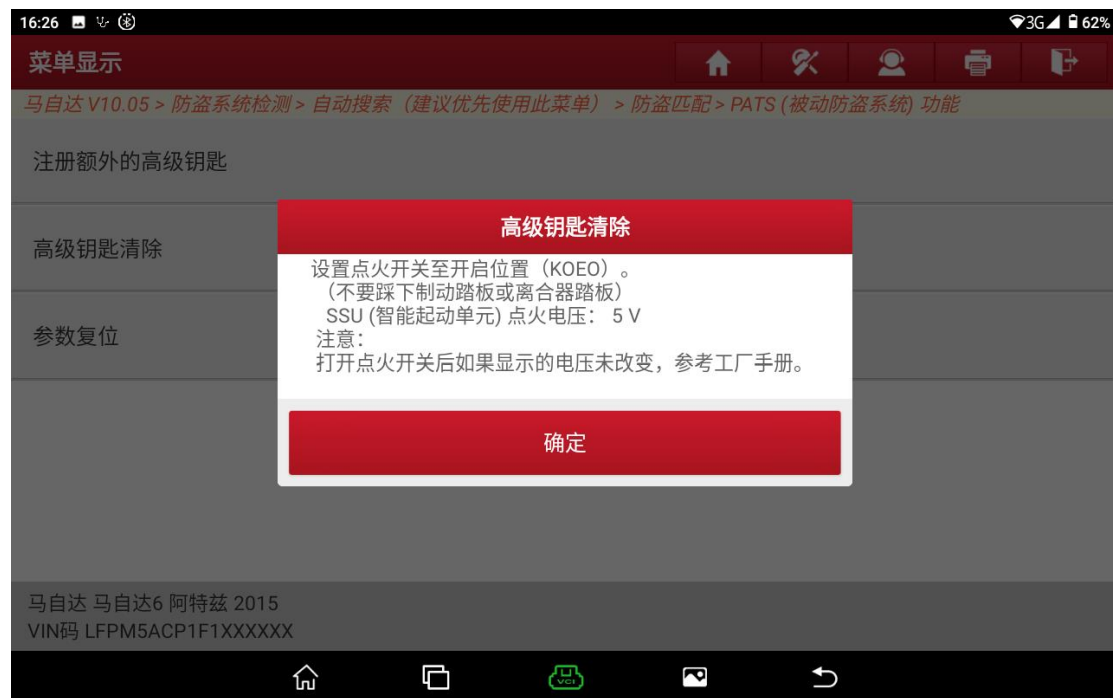 16:26
3G 62%
菜单显示
马自达 V10.05 > 防盗系统检测 > 自动搜索（建议优先使用此菜单） > 防盗匹配 > PATS (被动防盗系统) 功能
注册额外的高级钥匙
高级钥匙清除
高级钥匙清除
设置点火开关至开启位置（KOEO）。
（不要踩下制动踏板或离合器踏板）
SSU (智能起动单元) 点火电压： 5 V
注意：
打开点火开关后如果显示的电压未改变，参考工厂手册。
参数复位
确定
马自达 马自达6 阿特兹 2015
VIN码 LFPM5ACP1F1XXXXXX
VCI